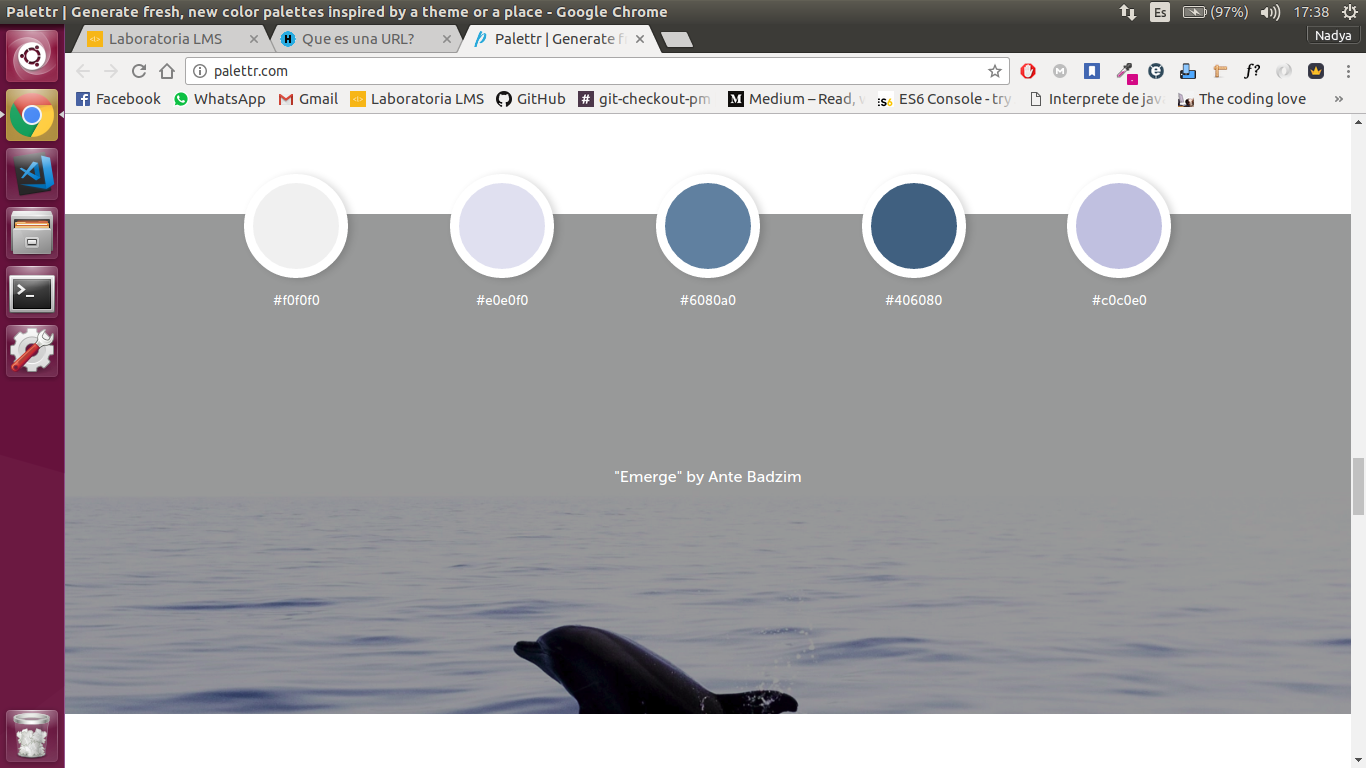 Palettr | Generate fresh, new color palettes inspired by a theme or a place - Google Chrome
Es
(97%)
17:38
Laboratoria LMS
Que es una URL?
Palettr | Generate f
Nadya
palettr.com
f?
Facebook
WhatsApp
Gmail
Laboratoria LMS
GitHub
# git-checkout-pm
M Medium – Read,
ES6 ES6 Console - try
Interprete de
The coding love
»
#f0f0f0
#e0e0f0
#6080a0
#406080
#c0c0e0
"Emerge" by Ante Badzim